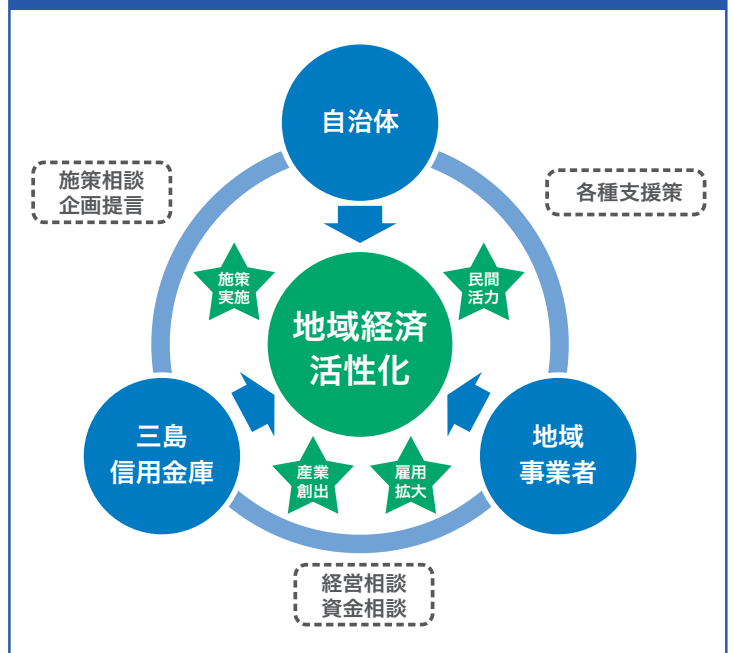 自治体
施策相談
企画提言
各種支援策
施策
実施
民間
活力
地域経済
活性化
三島
信用金庫
地域
事業者
産業
創出
雇用
拡大
経営相談
資金相談